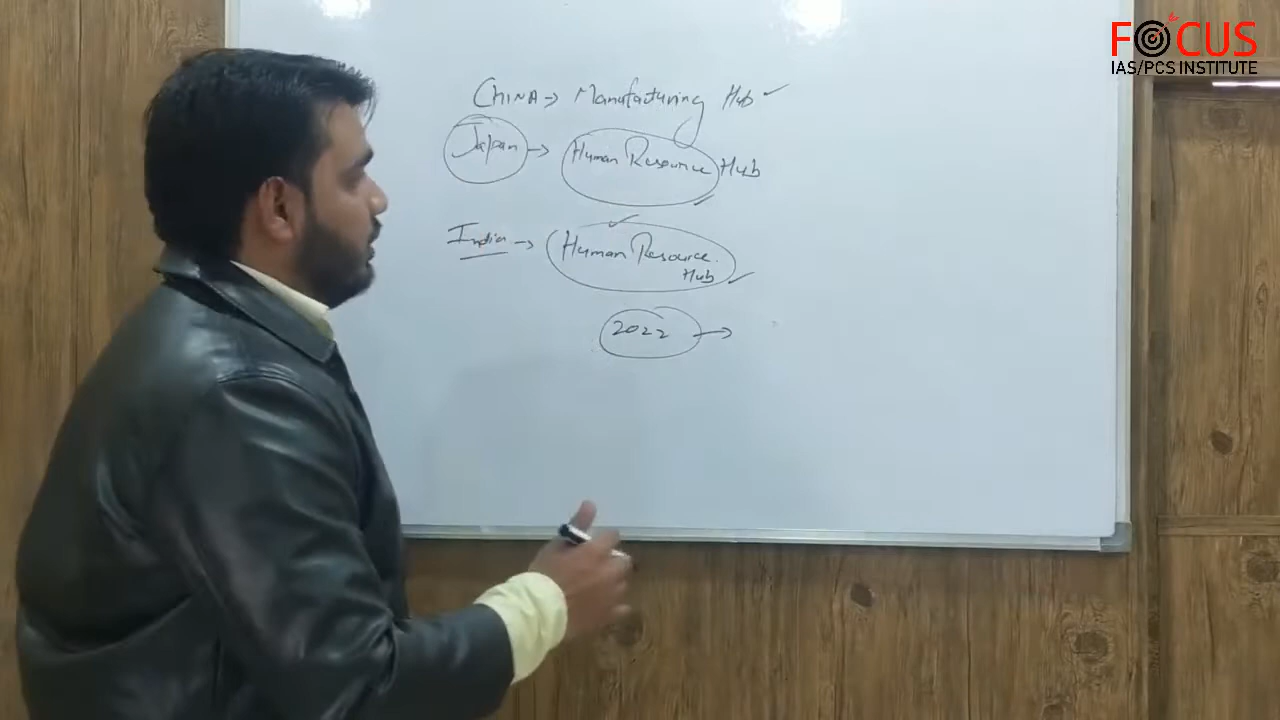 FOCUS
IAS/PCS INSTITUTE
CHINA → Manufacturing Hub ✓
Japan → Human Resource Hub
India → Human Resource.
Hub
2022 →